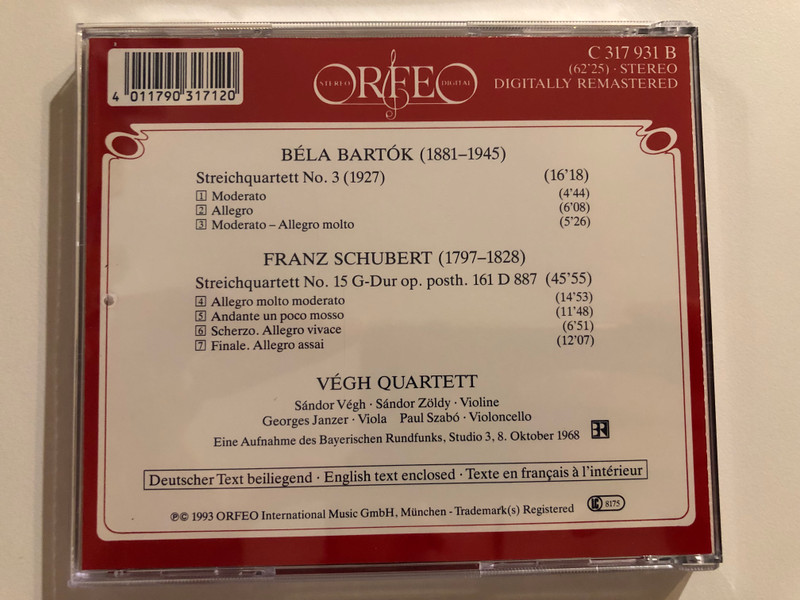 4 011790 317120
STEREO ORFEO DIGITAL
C 317 931 B
(62'25) · STEREO
DIGITALLY REMASTERED
BÉLA BARTÓK (1881–1945)
Streichquartett No. 3 (1927) (16'18)
1 Moderato (4'44)
2 Allegro (6'08)
3 Moderato – Allegro molto (5'26)
FRANZ SCHUBERT (1797–1828)
Streichquartett No. 15 G-Dur op. posth. 161 D 887 (45'55)
4 Allegro molto moderato (14'53)
5 Andante un poco mosso (11'48)
6 Scherzo. Allegro vivace (6'51)
7 Finale. Allegro assai (12'07)
VÉGH QUARTETT
Sándor Végh · Sándor Zöldy · Violine
Georges Janzer · Viola Paul Szabó · Violoncello
Eine Aufnahme des Bayerischen Rundfunks, Studio 3, 8. Oktober 1968 BR
Deutscher Text beiliegend · English text enclosed · Texte en français à l'intérieur
℗© 1993 ORFEO International Music GmbH, München - Trademark(s) Registered LC 8175